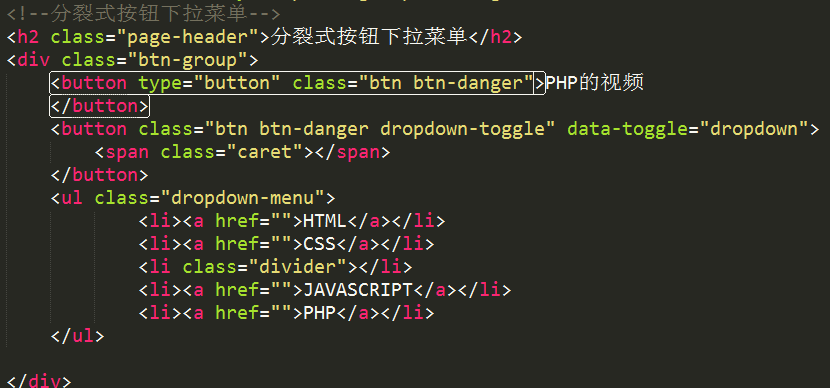 <!--分裂式按钮下拉菜单-->
<h2 class="page-header">分裂式按钮下拉菜单</h2>
<div class="btn-group">
    <button type="button" class="btn btn-danger">PHP的视频
    </button>
    <button class="btn btn-danger dropdown-toggle" data-toggle="dropdown">
        <span class="caret"></span>
    </button>
    <ul class="dropdown-menu">
            <li><a href="">HTML</a></li>
            <li><a href="">CSS</a></li>
            <li class="divider"></li>
            <li><a href="">JAVASCRIPT</a></li>
            <li><a href="">PHP</a></li>
    </ul>
</div>